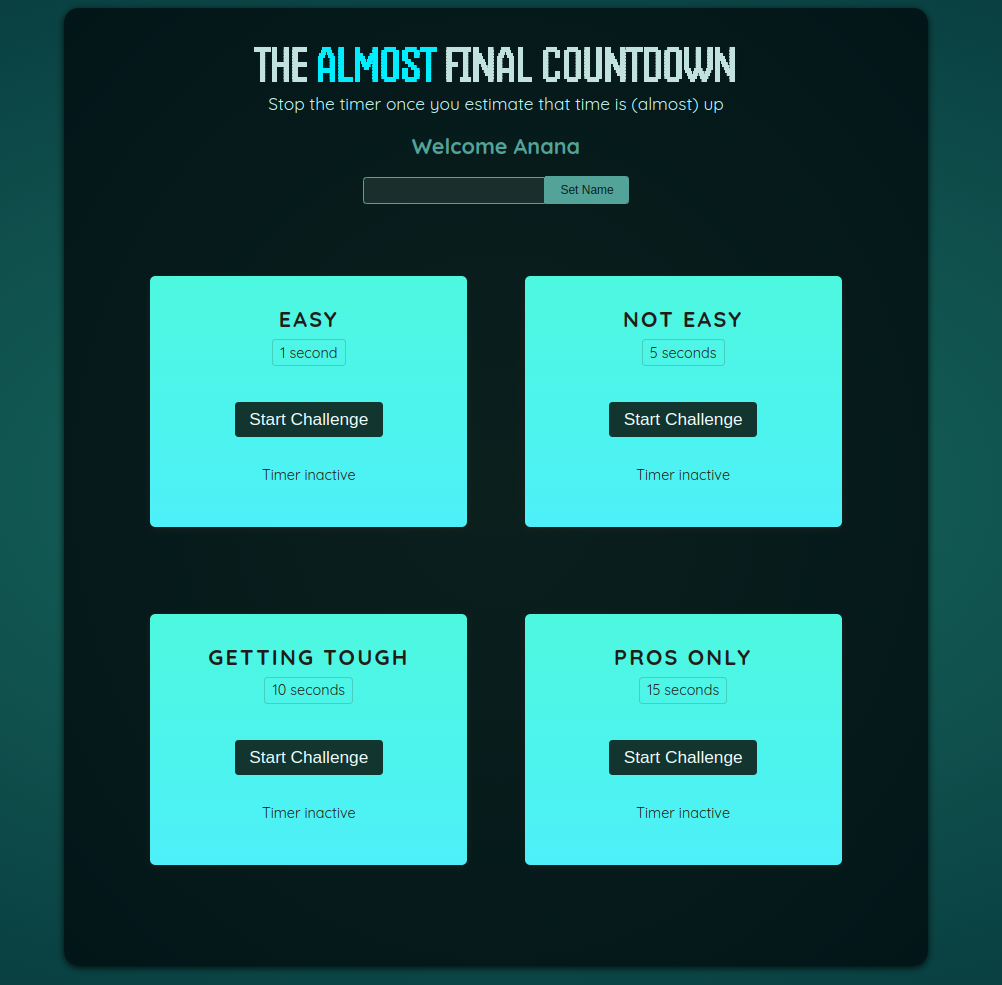 THE ALMOST FINAL COUNTDOWN
Stop the timer once you estimate that time is (almost) up
Welcome Anana
Set Name
EASY
1 second
Start Challenge
Timer inactive
NOT EASY
5 seconds
Start Challenge
Timer inactive
GETTING TOUGH
10 seconds
Start Challenge
Timer inactive
PROS ONLY
15 seconds
Start Challenge
Timer inactive